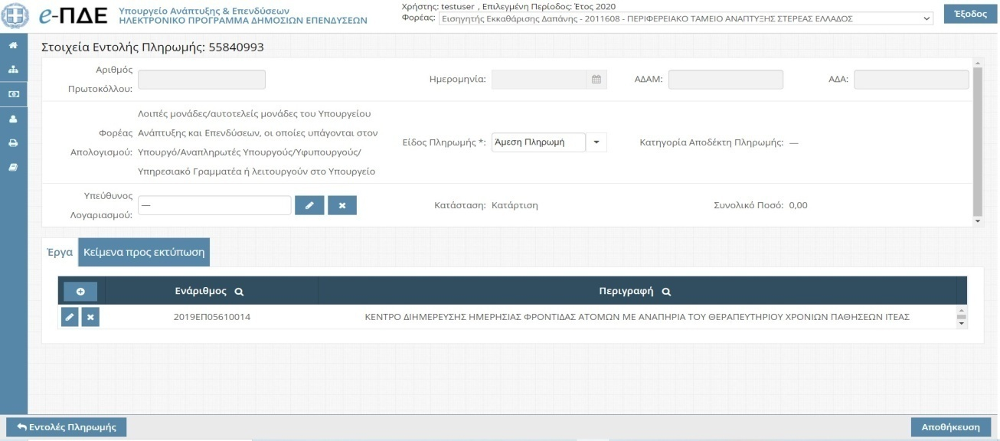 Χρήστης: testuser , Επιλεγμένη Περίοδος: Έτος 2020
e-ΠΔΕ Υπουργείο Ανάπτυξης & Επενδύσεων
ΗΛΕΚΤΡΟΝΙΚΟ ΠΡΟΓΡΑΜΜΑ ΔΗΜΟΣΙΩΝ ΕΠΕΝΔΥΣΕΩΝ
Φορέας: Εισηγητής Εκκαθάρισης Δαπάνης - 2011608 - ΠΕΡΙΦΕΡΕΙΑΚΟ ΤΑΜΕΙΟ ΑΝΑΠΤΥΞΗΣ ΣΤΕΡΕΑΣ ΕΛΛΑΔΟΣ
Έξοδος
Στοιχεία Εντολής Πληρωμής: 55840993
Αριθμός
Πρωτοκόλλου:
Ημερομηνία:
ΑΔΑΜ:
ΑΔΑ:
Φορέας
Απολογισμού:
Λοιπές μονάδες/αυτοτελείς μονάδες του Υπουργείου
Ανάπτυξης και Επενδύσεων, οι οποίες υπάγονται στον
Υπουργό/Αναπληρωτές Υπουργούς/Υφυπουργούς/
Υπηρεσιακό Γραμματέα ή λειτουργούν στο Υπουργείο
Είδος Πληρωμής *: Άμεση Πληρωμή
Κατηγορία Αποδέκτη Πληρωμής: —
Υπεύθυνος
Λογαριασμού:
—
Κατάσταση: Κατάρτιση
Συνολικό Ποσό: 0,00
Έργα Κείμενα προς εκτύπωση
Ενάριθμος Περιγραφή
2019ΕΠ05610014 ΚΕΝΤΡΟ ΔΙΗΜΕΡΕΥΣΗΣ ΗΜΕΡΗΣΙΑΣ ΦΡΟΝΤΙΔΑΣ ΑΤΟΜΩΝ ΜΕ ΑΝΑΠΗΡΙΑ ΤΟΥ ΘΕΡΑΠΕΥΤΗΡΙΟΥ ΧΡΟΝΙΩΝ ΠΑΘΗΣΕΩΝ ΙΤΕΑΣ
Εντολές Πληρωμής Αποθήκευση